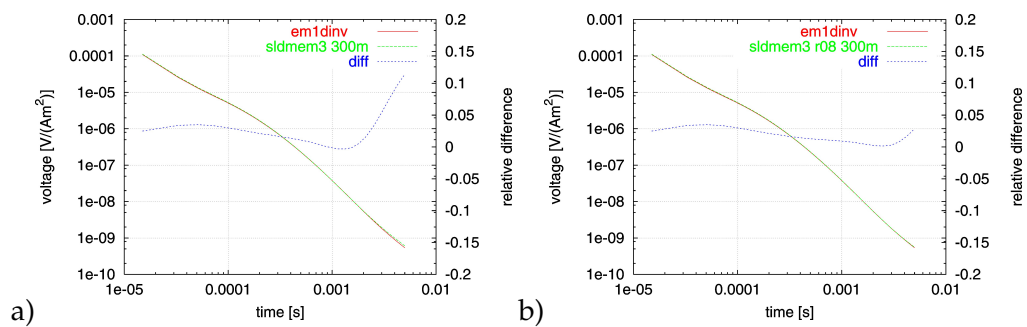 0.001
0.0001
1e-05
1e-06
1e-07
1e-08
1e-09
1e-10
voltage [V/(Am²)]
em1dinv
sldmem3 300m
diff
0.2
0.15
0.1
0.05
0
-0.05
-0.1
-0.15
-0.2
relative difference
1e-05
0.0001
0.001
0.01
time [s]
a)
0.001
0.0001
1e-05
1e-06
1e-07
1e-08
1e-09
1e-10
voltage [V/(Am²)]
em1dinv
sldmem3 r08 300m
diff
0.2
0.15
0.1
0.05
0
-0.05
-0.1
-0.15
-0.2
relative difference
1e-05
0.0001
0.001
0.01
time [s]
b)